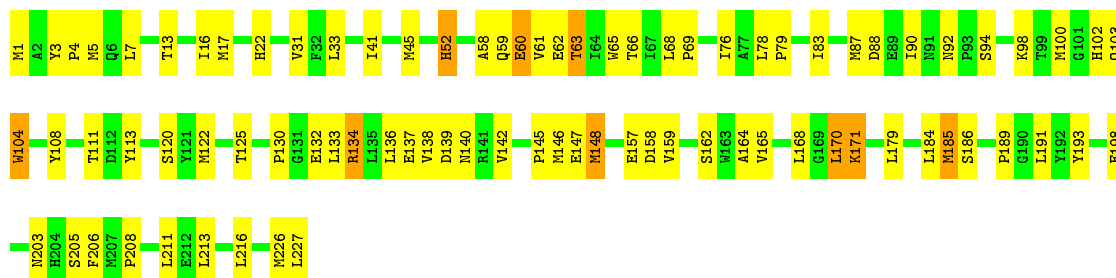 M1 A2 Y3 P4 M5 Q6 L7 T13 I16 M17 H22 V31 F32 L33 I41 M45 H52 A58 Q59 E60 V61 E62 T63 I64 W65 T66 I67 L68 P69 I76 A77 L78 P79 I83 M87 D88 E89 I90 N91 N92 P93 S94 K98 T99 M100 G101 H102
W104 Y108 T111 D112 Y113 S120 Y121 M122 T125 P130 G131 E132 L133 R134 L135 L136 E137 V138 D139 N140 R141 V142 P145 M146 E147 M148 E157 D158 V159 S162 W163 A164 V165 L168 G169 L170 K171 L179 L184 M185 S186 P189 G190 L191 Y192 Y193
N203 H204 S205 F206 M207 P208 L211 E212 L213 L216 M226 L227